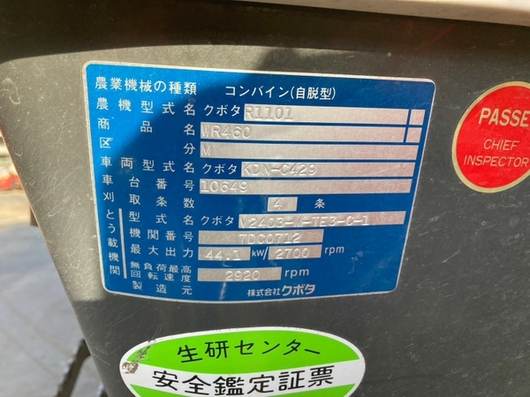 農業機械の種類 コンバイン(自脱型)
農機型式名 クボタ R1101
商品名 WR460
区分 M
車両型式名 クボタ KDN-C429
車台番号 10649
刈取条数 4 条
とう載機関 型式名 クボタ V2403-K-TE3-C-1
機関番号 7DC0712
最大出力 44.1 kW/ 2700 rpm
無負荷最高回転速度 2920 rpm
製造元 株式会社クボタ
PASSE
CHIEF
INSPECTOR
生研センター
安全鑑定証票